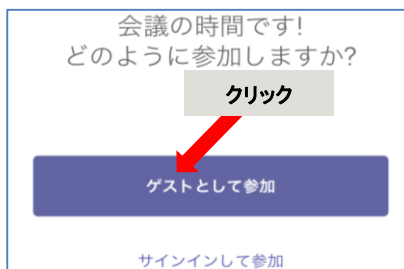 会議の時間です!
どのように参加しますか?
クリック
ゲストとして参加
サインインして参加